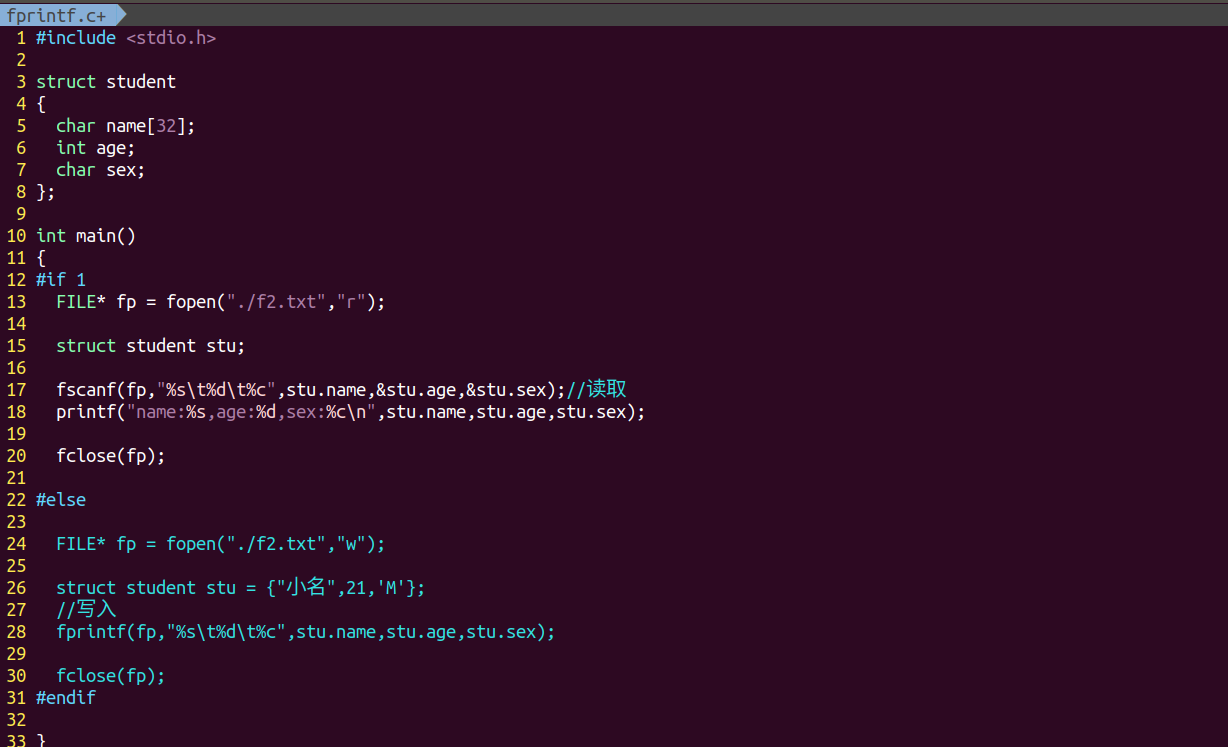 fprintf.c+
1 #include <stdio.h>
2
3 struct student
4 {
5   char name[32];
6   int age;
7   char sex;
8 };
9
10 int main()
11 {
12 #if 1
13   FILE* fp = fopen("./f2.txt","r");
14
15   struct student stu;
16
17   fscanf(fp,"%s\t%d\t%c",stu.name,&stu.age,&stu.sex);//读取
18   printf("name:%s,age:%d,sex:%c\n",stu.name,stu.age,stu.sex);
19
20   fclose(fp);
21
22 #else
23
24   FILE* fp = fopen("./f2.txt","w");
25
26   struct student stu = {"小名",21,'M'};
27   //写入
28   fprintf(fp,"%s\t%d\t%c",stu.name,stu.age,stu.sex);
29
30   fclose(fp);
31 #endif
32
33 }